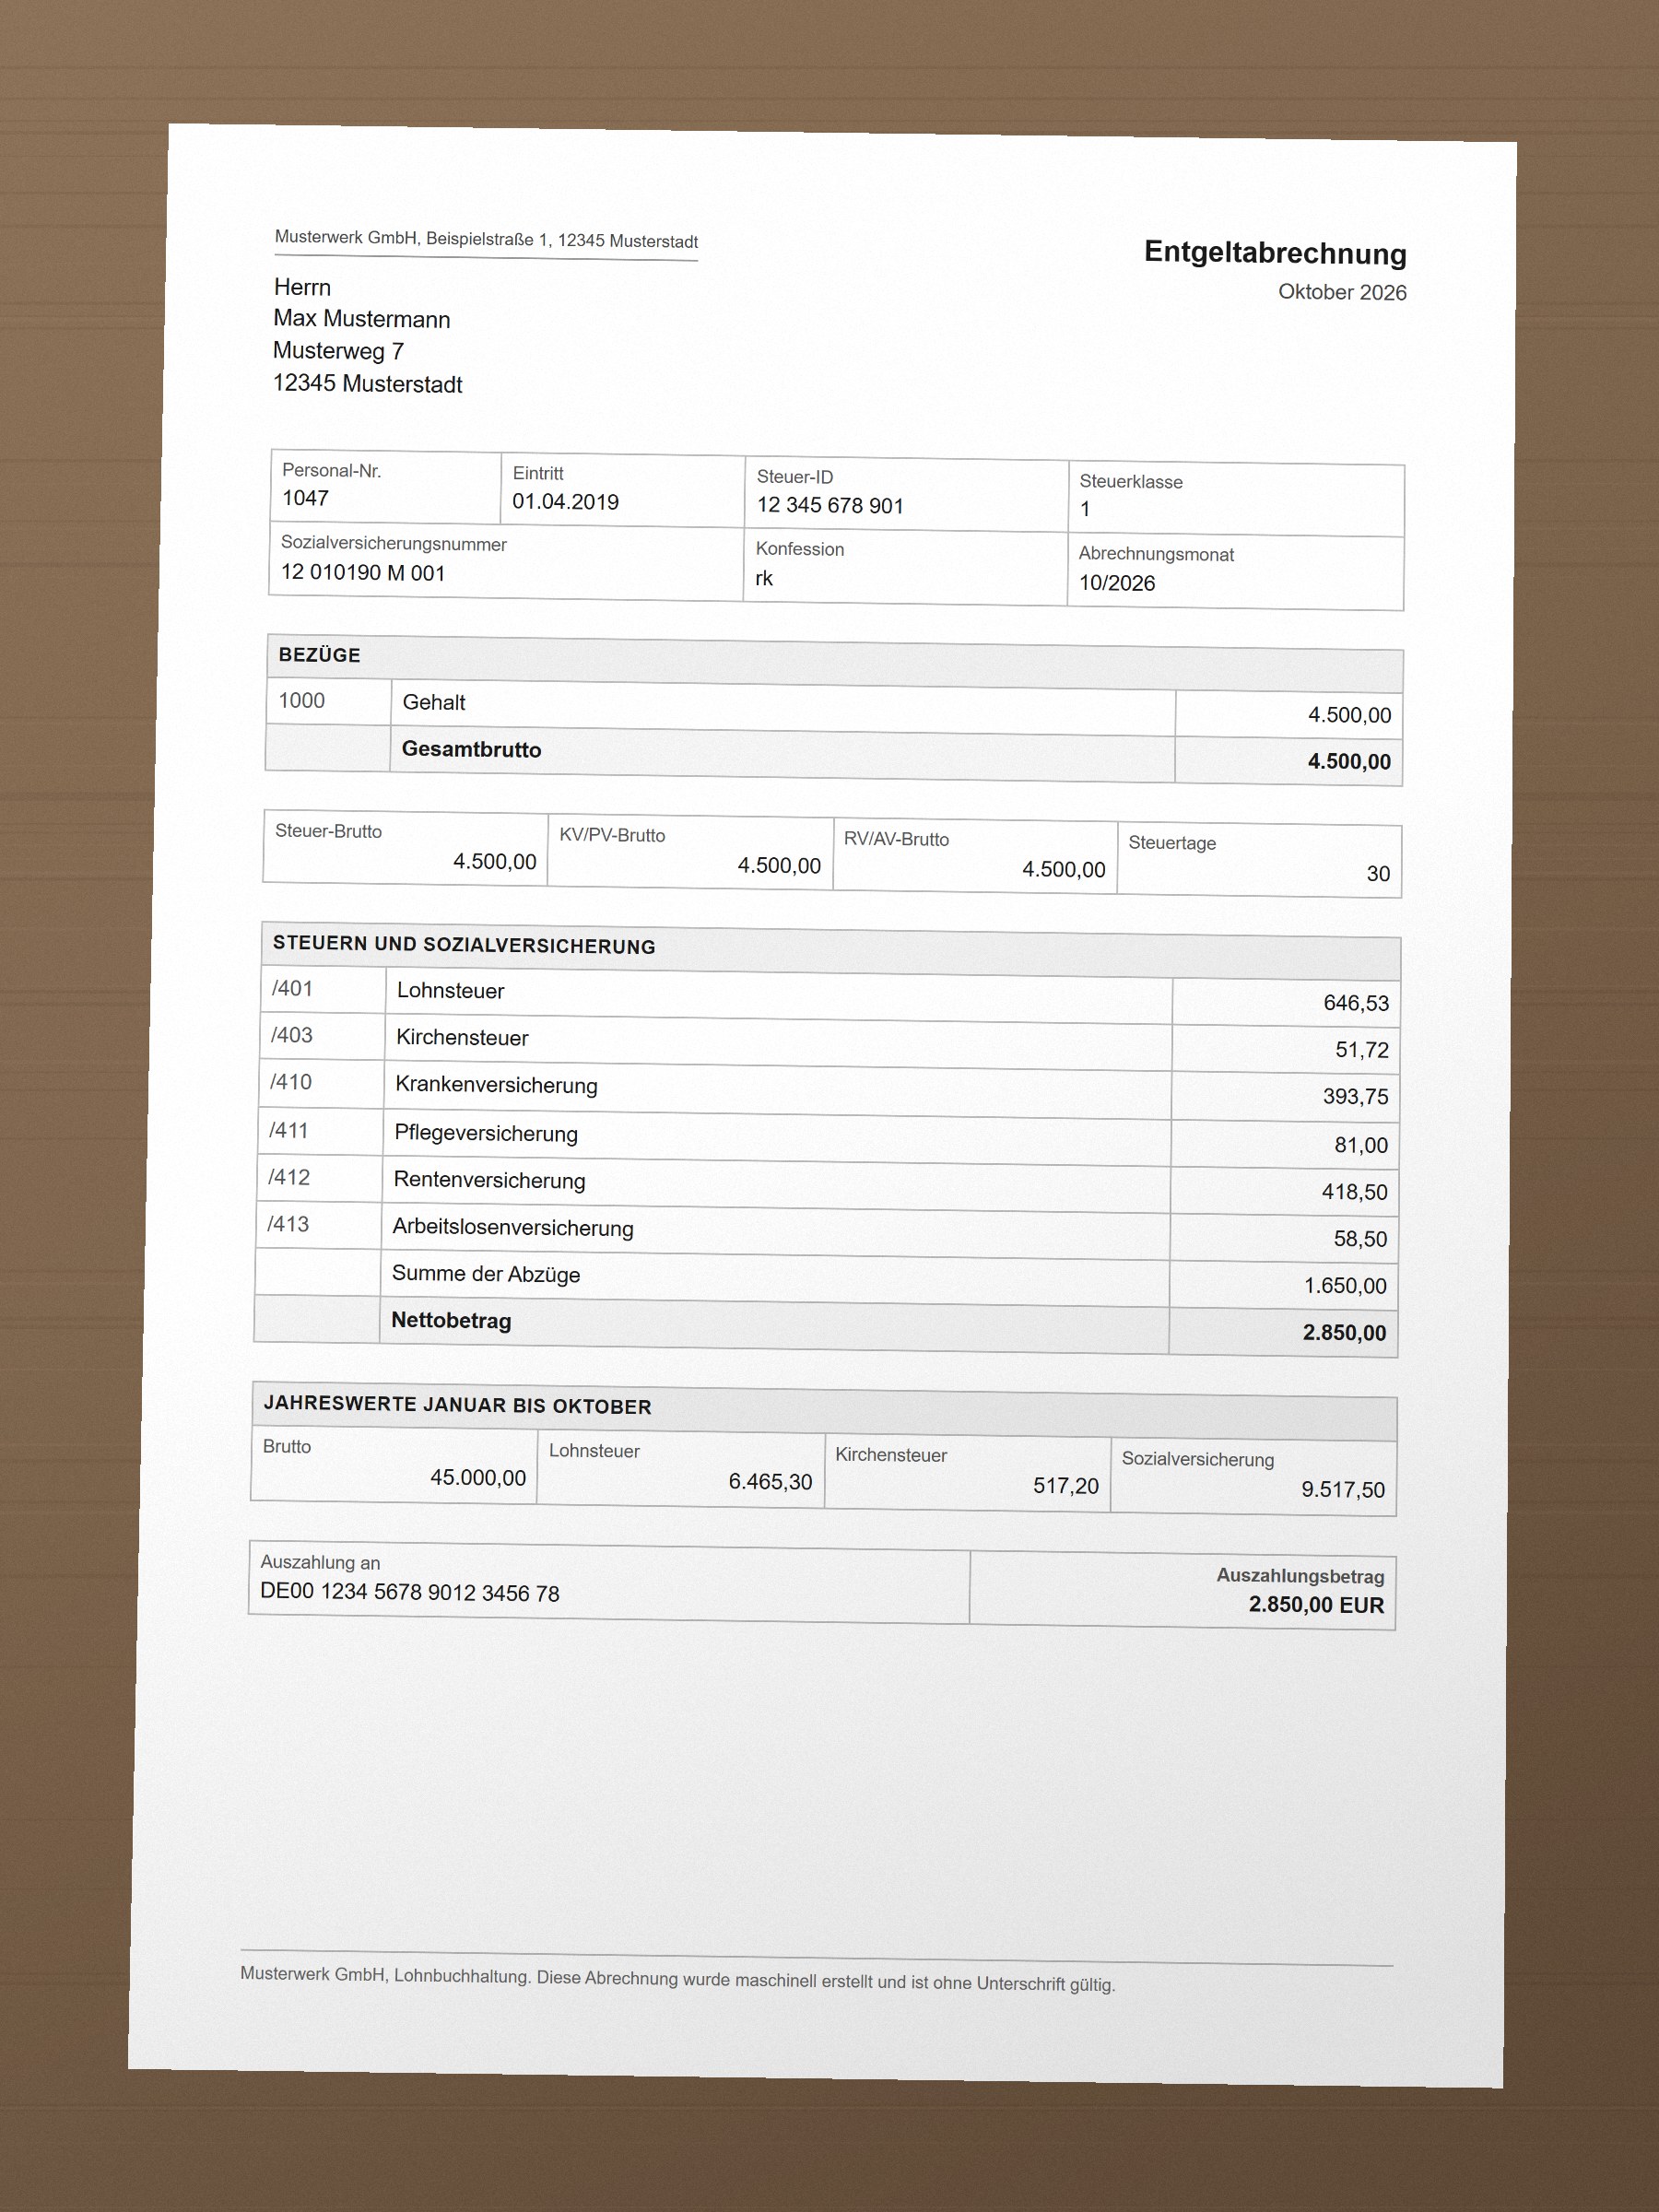 Musterwerk GmbH, Beispielstraße 1, 12345 Musterstadt
Entgeltabrechnung
Oktober 2026
Herrn
Max Mustermann
Musterweg 7
12345 Musterstadt
Personal-Nr. Eintritt Steuer-ID Steuerklasse
1047 01.04.2019 12 345 678 901 1
Sozialversicherungsnummer Konfession Abrechnungsmonat
12 010190 M 001 rk 10/2026
BEZÜGE
1000 Gehalt 4.500,00
Gesamtbrutto 4.500,00
Steuer-Brutto KV/PV-Brutto RV/AV-Brutto Steuertage
4.500,00 4.500,00 4.500,00 30
STEUERN UND SOZIALVERSICHERUNG
/401 Lohnsteuer 646,53
/403 Kirchensteuer 51,72
/410 Krankenversicherung 393,75
/411 Pflegeversicherung 81,00
/412 Rentenversicherung 418,50
/413 Arbeitslosenversicherung 58,50
Summe der Abzüge 1.650,00
Nettobetrag 2.850,00
JAHRESWERTE JANUAR BIS OKTOBER
Brutto Lohnsteuer Kirchensteuer Sozialversicherung
45.000,00 6.465,30 517,20 9.517,50
Auszahlung an Auszahlungsbetrag
DE00 1234 5678 9012 3456 78 2.850,00 EUR
Musterwerk GmbH, Lohnbuchhaltung. Diese Abrechnung wurde maschinell erstellt und ist ohne Unterschrift gültig.